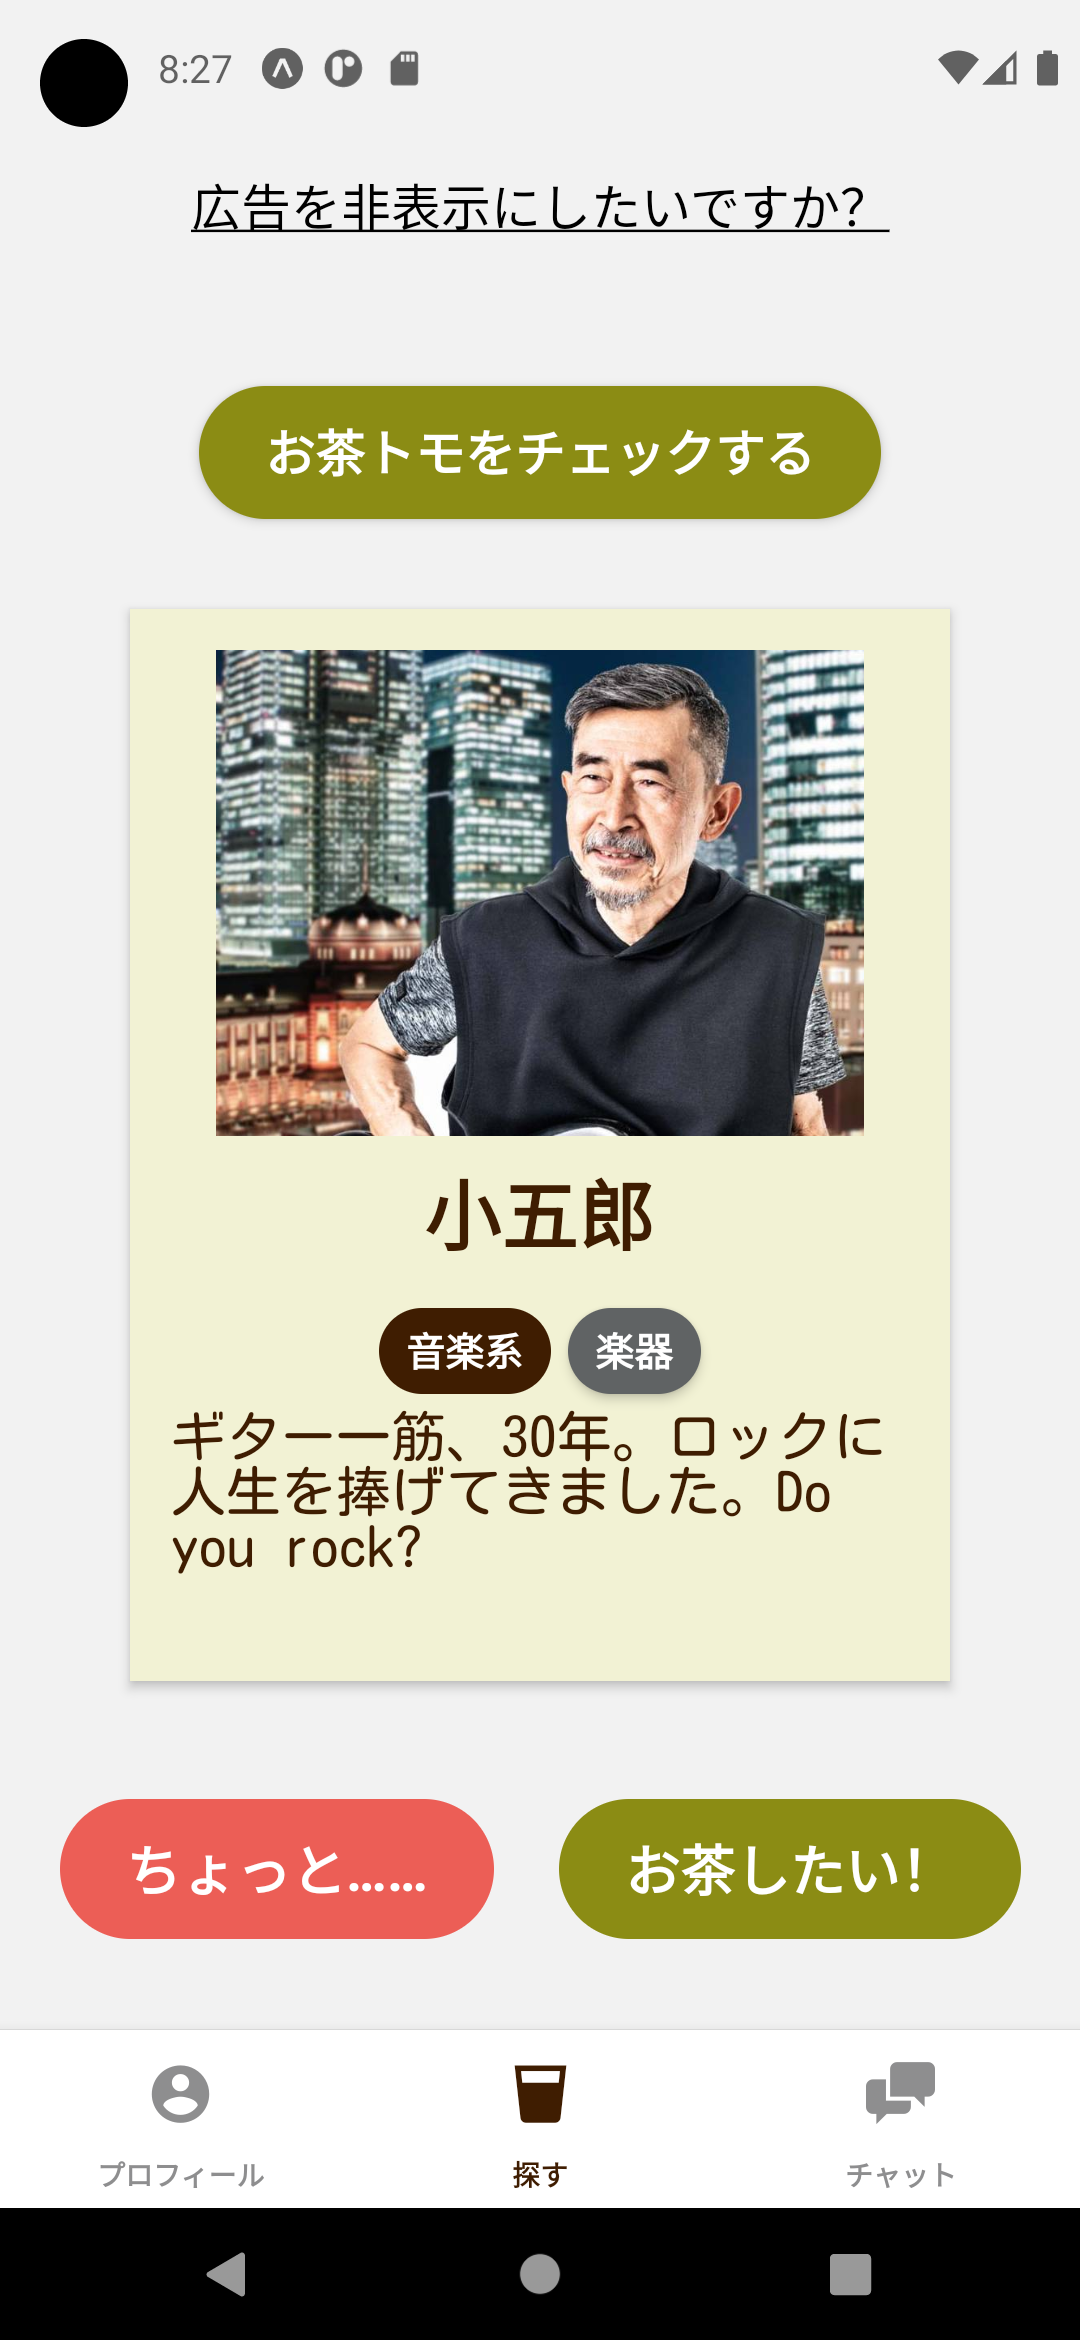 8:27
広告を非表示にしたいですか？
お茶トモをチェックする
小五郎
音楽系 楽器
ギター一筋、30年。ロックに
人生を捧げてきました。Do
you rock?
ちょっと…… お茶したい！
プロフィール 探す チャット